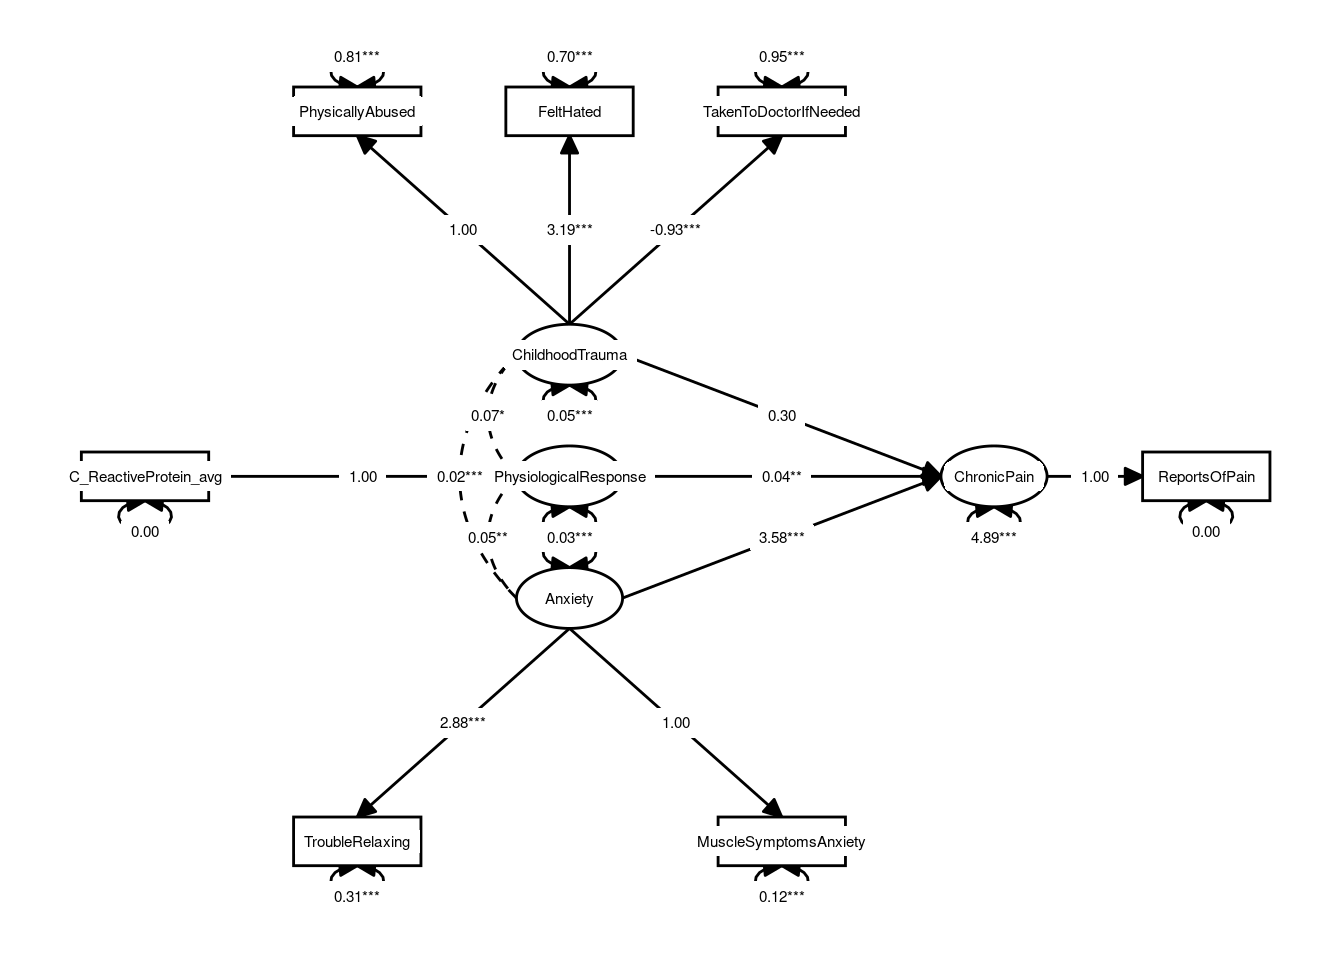 0.81***
0.70***
0.95***
PhysicallyAbused
FeltHated
TakenToDoctorIfNeeded
1.00
3.19***
-0.93***
ChildhoodTrauma
0.07*
0.05***
0.30
C_ReactiveProtein_avg
1.00
0.02***
PhysiologicalResponse
0.04**
ChronicPain
1.00
ReportsOfPain
0.00
0.05**
0.03***
3.58***
4.89***
0.00
Anxiety
2.88***
1.00
TroubleRelaxing
MuscleSymptomsAnxiety
0.31***
0.12***